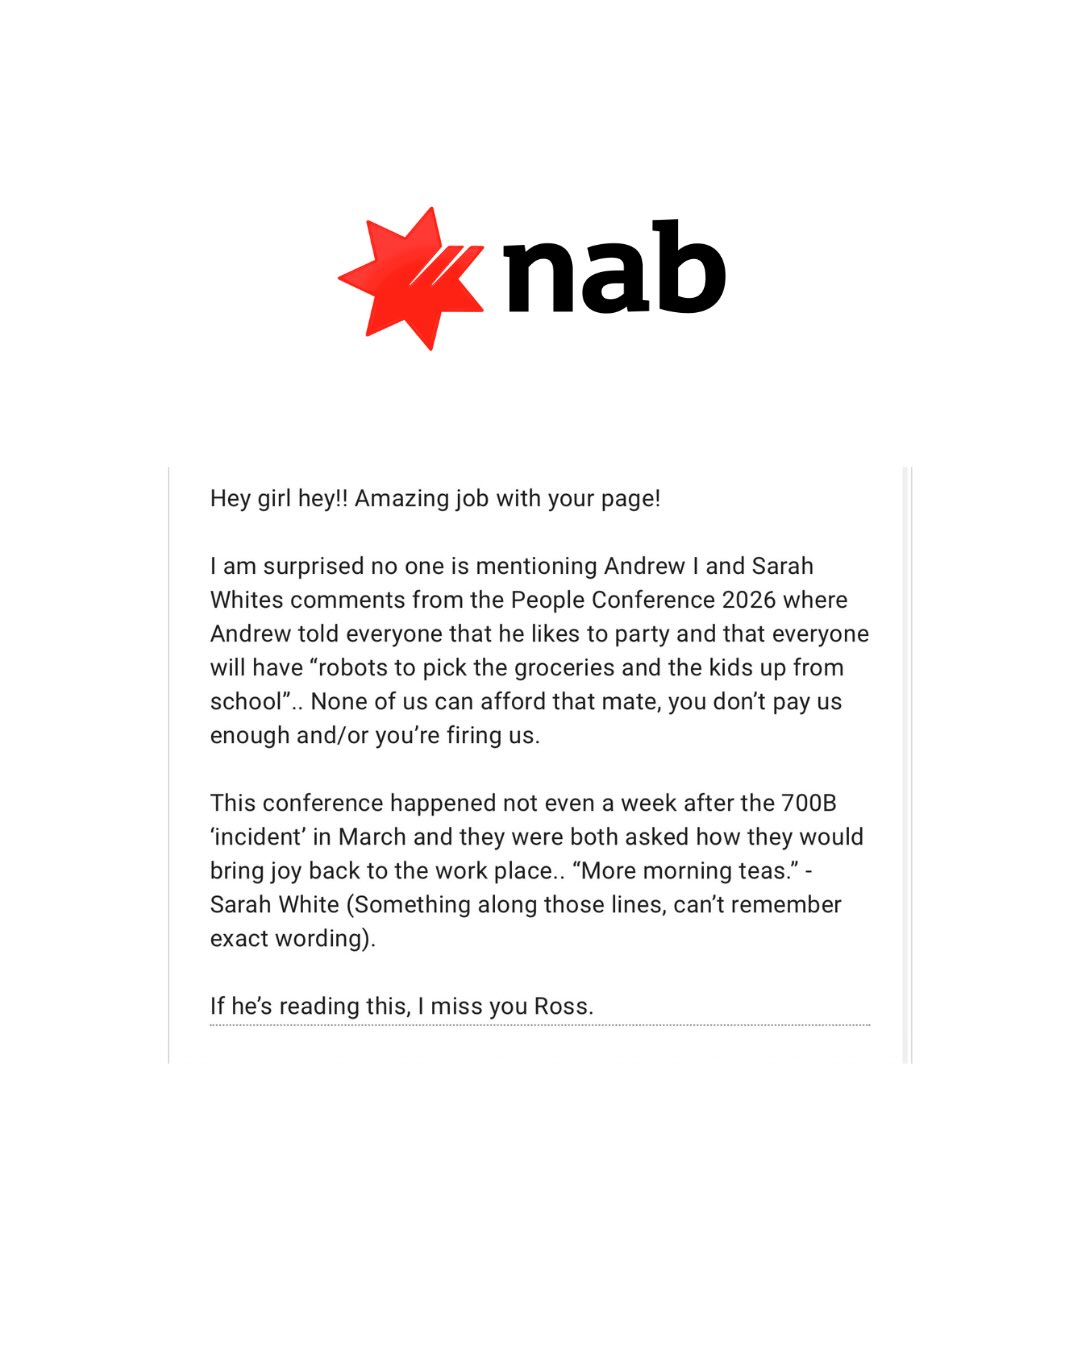 nab
Hey girl hey!! Amazing job with your page!
I am surprised no one is mentioning Andrew I and Sarah
Whites comments from the People Conference 2026 where
Andrew told everyone that he likes to party and that everyone
will have “robots to pick the groceries and the kids up from
school”.. None of us can afford that mate, you don’t pay us
enough and/or you’re firing us.
This conference happened not even a week after the 700B
‘incident’ in March and they were both asked how they would
bring joy back to the work place.. “More morning teas.” -
Sarah White (Something along those lines, can’t remember
exact wording).
If he’s reading this, I miss you Ross.